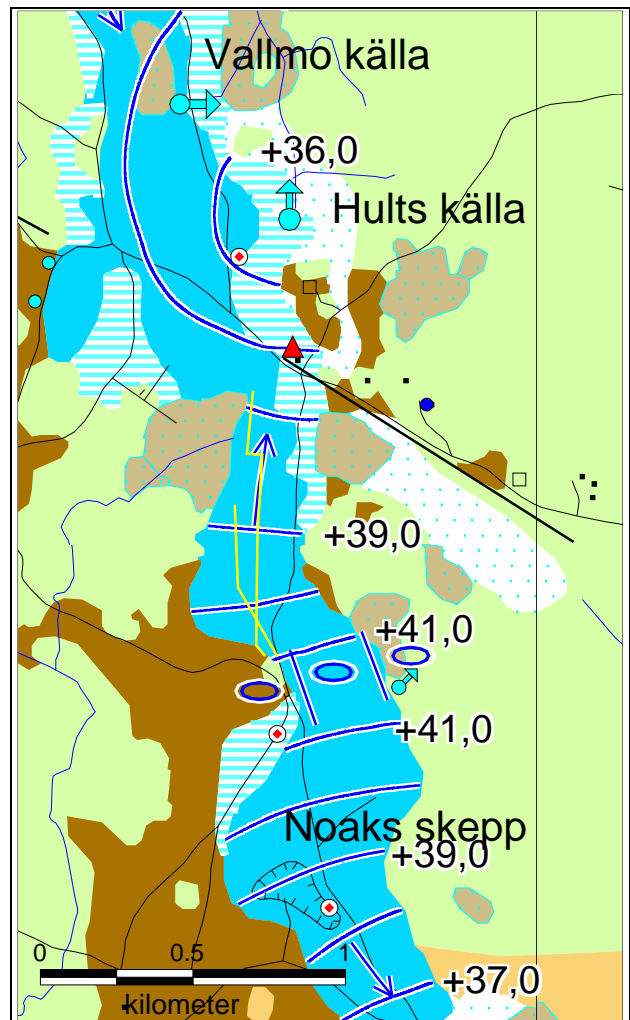 Vallmo källa
+36,0
Hults källa
+39,0
+41,0
+41,0
Noaks skepp
+39,0
0 0.5 1
+37,0
kilometer